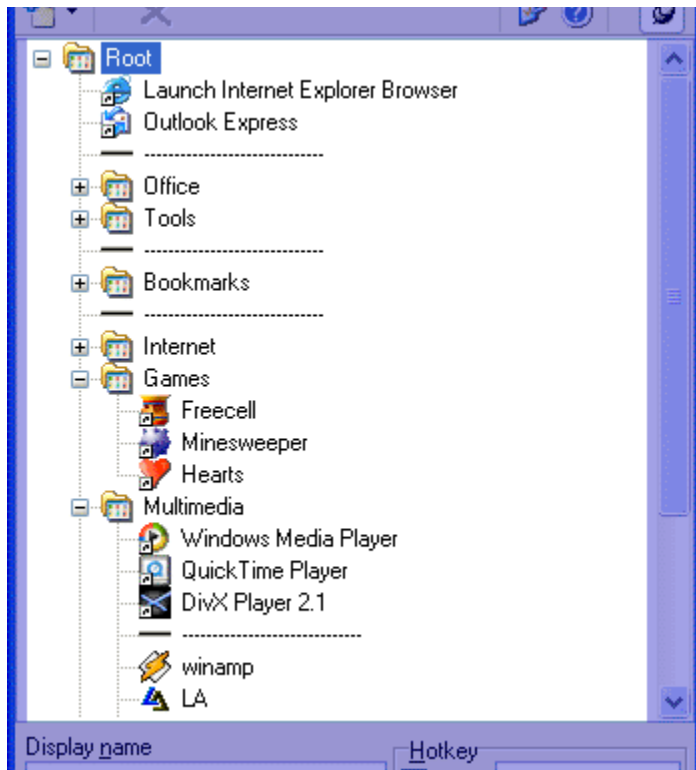 Root
Launch Internet Explorer Browser
Outlook Express
----------------------------
Office
Tools
----------------------------
Bookmarks
----------------------------
Internet
Games
Freecell
Minesweeper
Hearts
Multimedia
Windows Media Player
QuickTime Player
DivX Player 2.1
----------------------------
winamp
LA
Display name
Hotkey